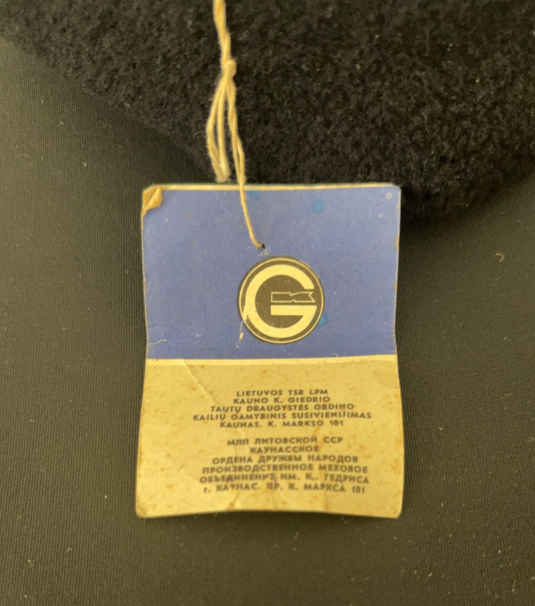 G
LIETUVOS TSR LPM
KAUNO K. GIEDRIO
TAUTŲ DRAUGYSTĖS ORDINO
KAILIŲ GAMYBINIS SUSIVIENIJIMAS
KAUNAS, K. MARKSO 101
МЛП ЛИТОВСКОЙ ССР
КАУНАССКОЕ
ОРДЕНА ДРУЖБЫ НАРОДОВ
ПРОИЗВОДСТВЕННОЕ МЕХОВОЕ
ОБЪЕДИНЕНИЕ ИМ. К. ГЕДРИСА
г. КАУНАС. ПР. К. МАРКСА 101